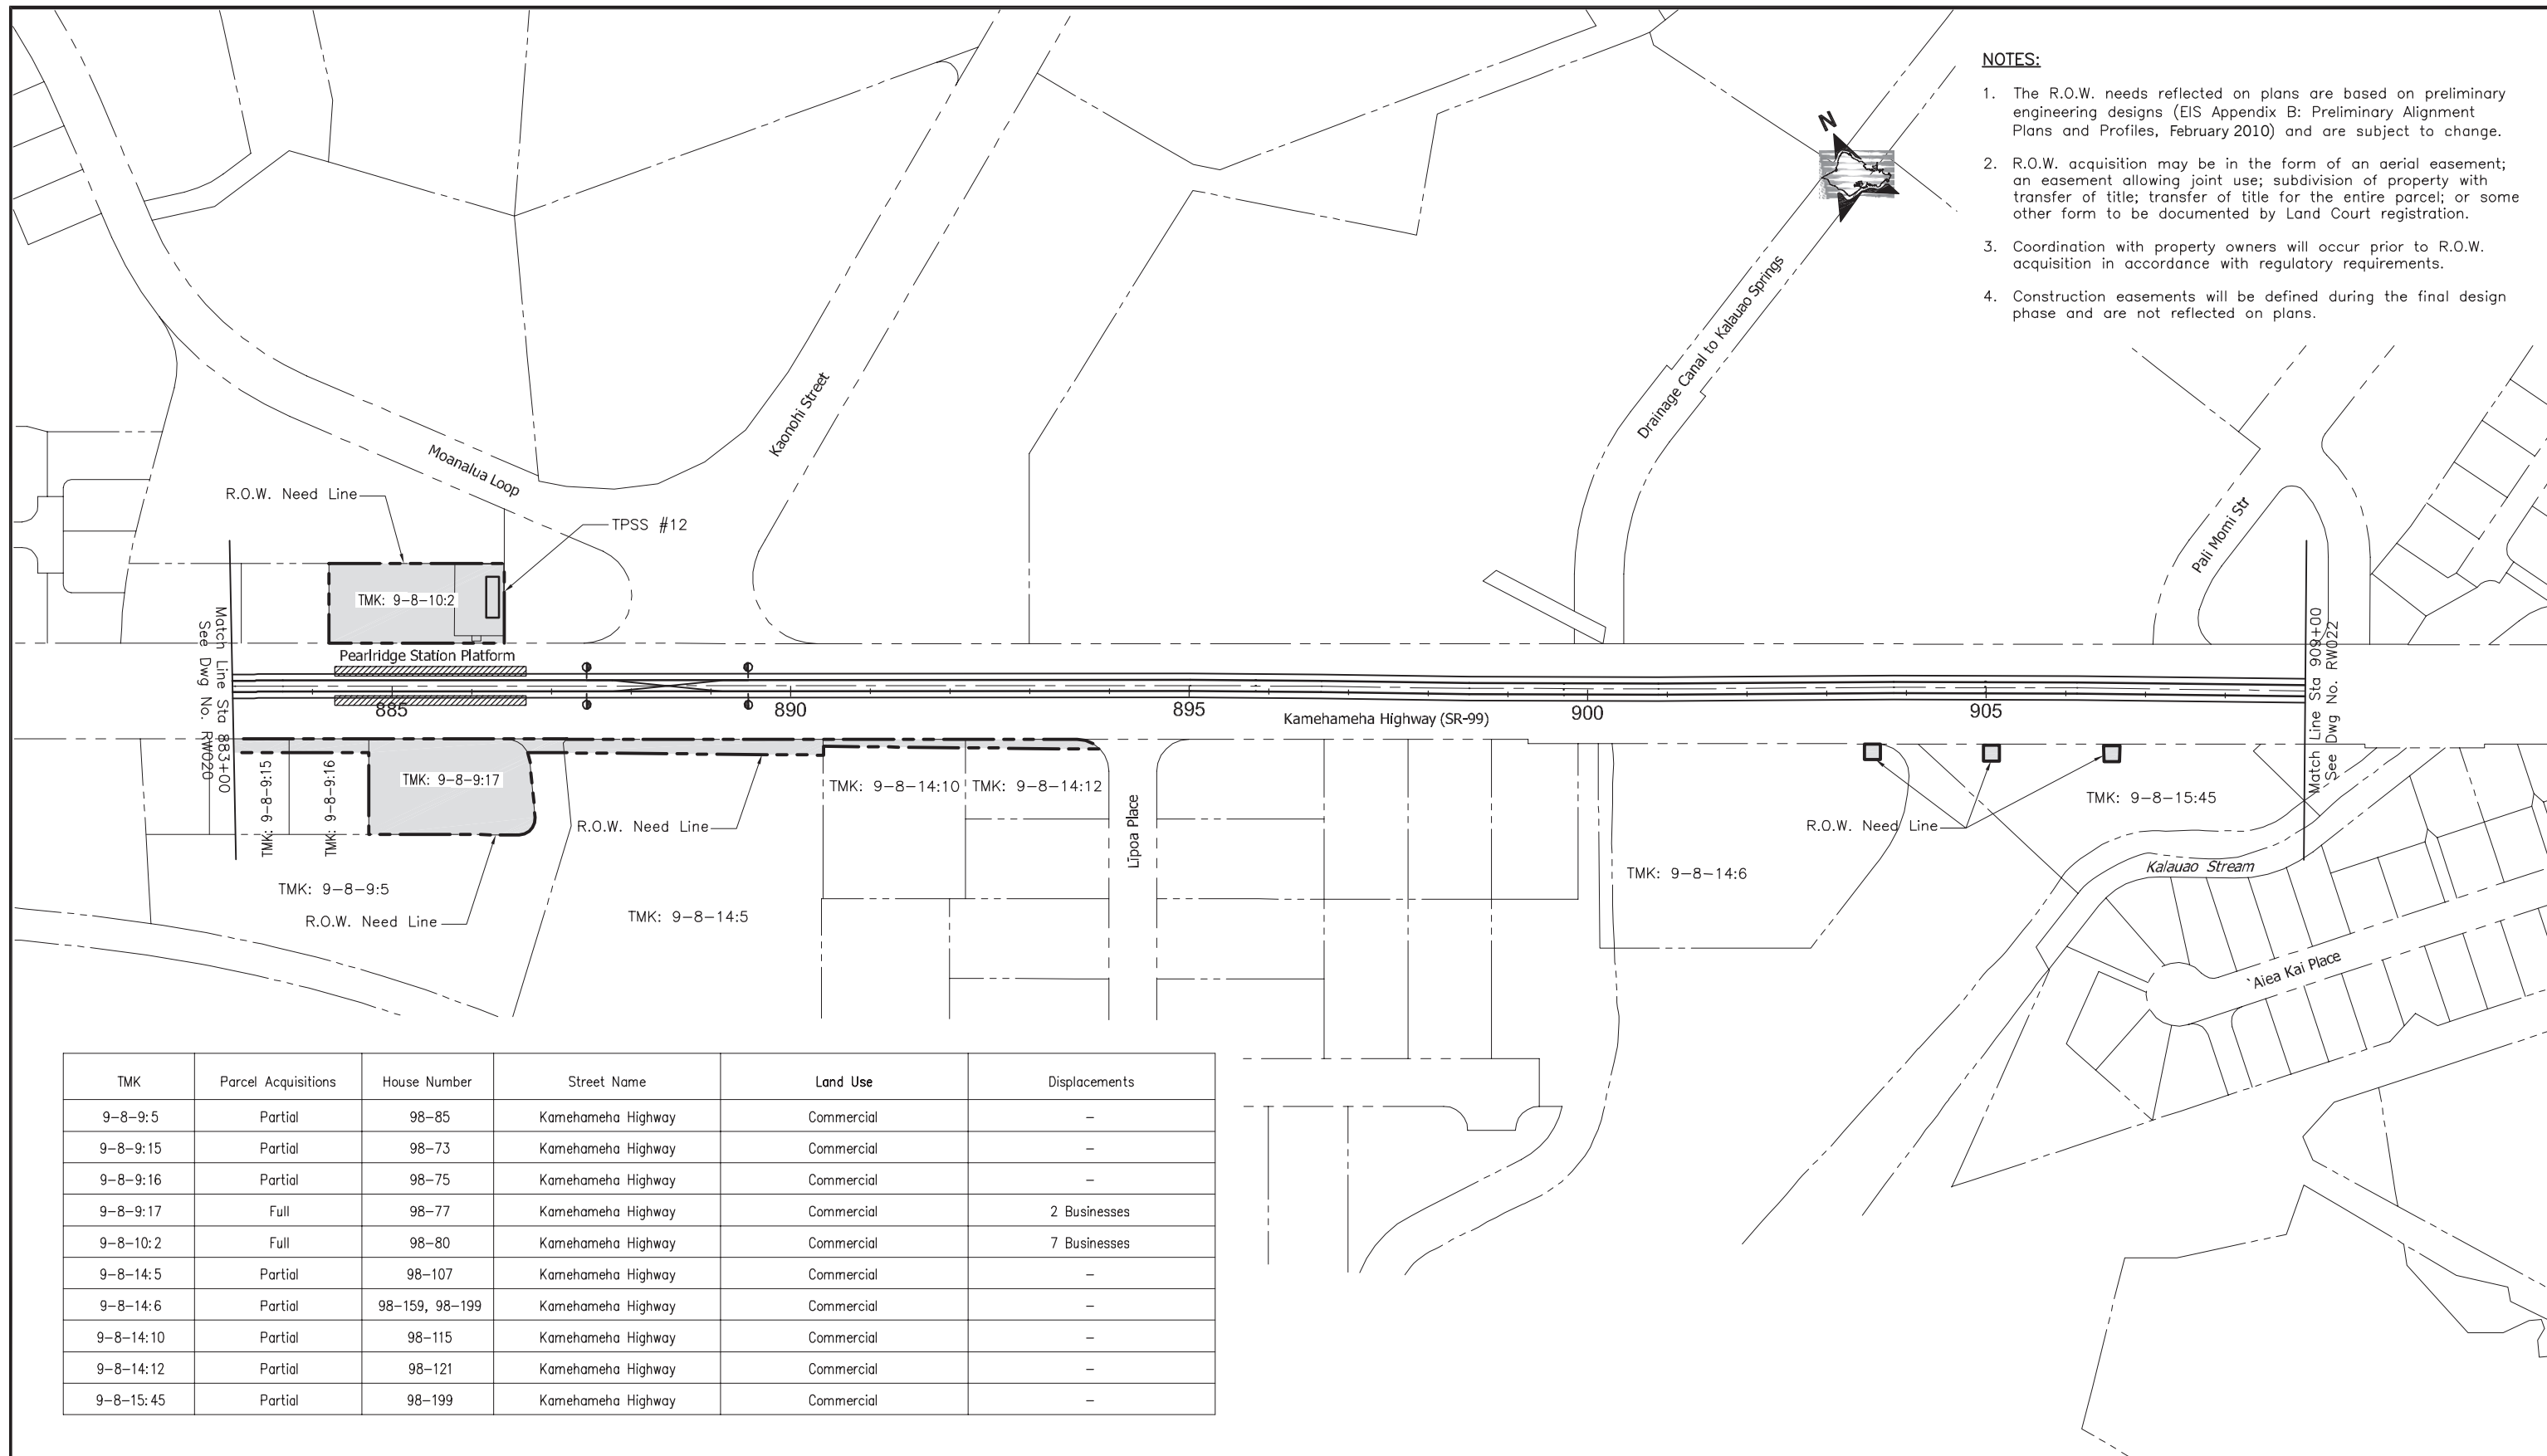 NOTES:
1. The R.O.W. needs reflected on plans are based on preliminary
engineering designs (EIS Appendix B: Preliminary Alignment
Plans and Profiles, February 2010) and are subject to change.
2. R.O.W. acquisition may be in the form of an aerial easement;
an easement allowing joint use; subdivision of property with
transfer of title; transfer of title for the entire parcel; or some
other form to be documented by Land Court registration.
3. Coordination with property owners will occur prior to R.O.W.
acquisition in accordance with regulatory requirements.
4. Construction easements will be defined during the final design
phase and are not reflected on plans.
N
Drainage Canal to Kalauao Springs
Kaonohi Street
Moanalua Loop
Pali Momi Str
R.O.W. Need Line
TPSS #12
TMK: 9-8-10:2
Match Line Sta 883+00
See Dwg No. RW020
Pearlridge Station Platform
885
890
895
900
905
Kamehameha Highway (SR-99)
Match Line Sta 909+00
See Dwg No. RW022
TMK: 9-8-9:15
TMK: 9-8-9:16
TMK: 9-8-9:17
TMK: 9-8-14:10
TMK: 9-8-14:12
Līpoa Place
R.O.W. Need Line
R.O.W. Need Line
TMK: 9-8-15:45
TMK: 9-8-9:5
R.O.W. Need Line
TMK: 9-8-14:5
TMK: 9-8-14:6
Kalauao Stream
`Aiea Kai Place
TMK Parcel Acquisitions House Number Street Name Land Use Displacements
9-8-9:5 Partial 98-85 Kamehameha Highway Commercial -
9-8-9:15 Partial 98-73 Kamehameha Highway Commercial -
9-8-9:16 Partial 98-75 Kamehameha Highway Commercial -
9-8-9:17 Full 98-77 Kamehameha Highway Commercial 2 Businesses
9-8-10:2 Full 98-80 Kamehameha Highway Commercial 7 Businesses
9-8-14:5 Partial 98-107 Kamehameha Highway Commercial -
9-8-14:6 Partial 98-159, 98-199 Kamehameha Highway Commercial -
9-8-14:10 Partial 98-115 Kamehameha Highway Commercial -
9-8-14:12 Partial 98-121 Kamehameha Highway Commercial -
9-8-15:45 Partial 98-199 Kamehameha Highway Commercial -